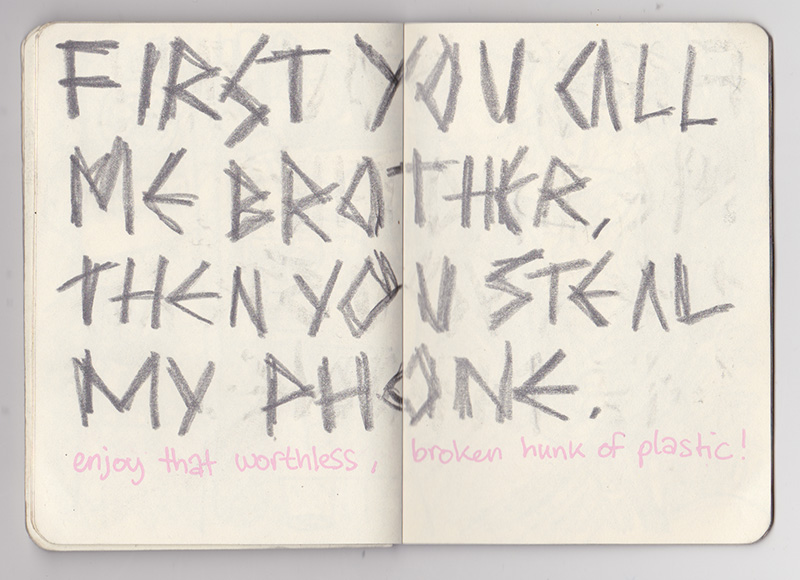 FIRST YOU CALL
ME BROTHER,
THEN YOU STEAL
MY PHONE.
enjoy that worthless, broken hunk of plastic!